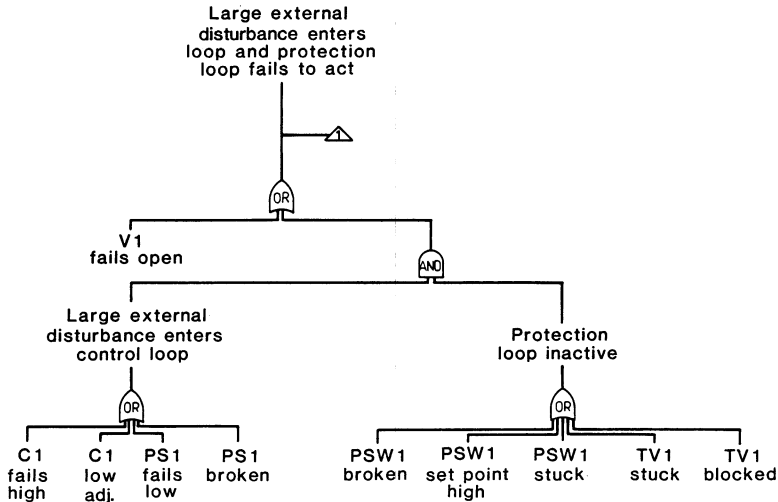 Large external
disturbance enters
loop and protection
loop fails to act
1
OR
V1
fails open
AND
Large external
disturbance enters
control loop
Protection
loop inactive
OR
OR
C1
fails
high
C1
low
adj.
PS1
fails
low
PS1
broken
PSW1
broken
PSW1
set point
high
PSW1
stuck
TV1
stuck
TV1
blocked